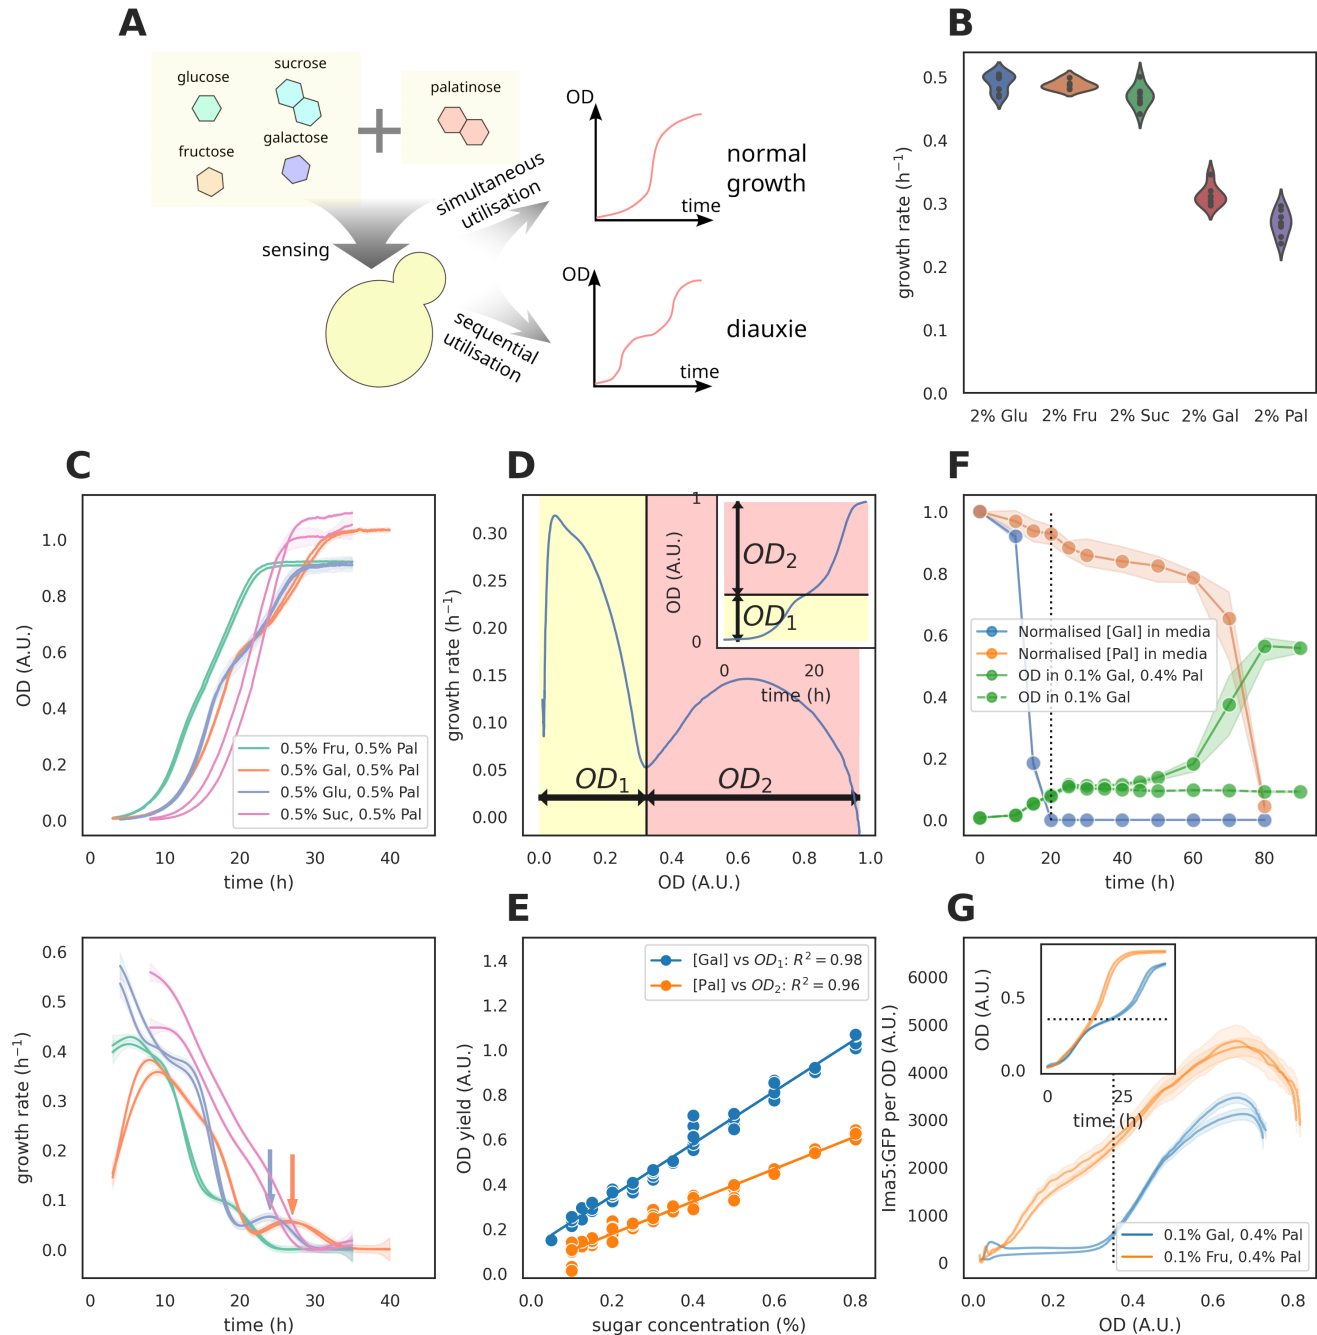 A
glucose
sucrose
fructose
galactose
palatinose
sensing
simultaneous
utilisation
sequential
utilisation
OD
time
normal
growth
OD
time
diauxie
B
growth rate (h⁻¹)
0.5
0.4
0.3
0.2
0.1
0.0
2% Glu
2% Fru
2% Suc
2% Gal
2% Pal
C
OD (A.U.)
1.0
0.8
0.6
0.4
0.2
0.0
0.5% Fru, 0.5% Pal
0.5% Gal, 0.5% Pal
0.5% Glu, 0.5% Pal
0.5% Suc, 0.5% Pal
0 10 20 30 40
time (h)
growth rate (h⁻¹)
0.6
0.5
0.4
0.3
0.2
0.1
0.0
0 10 20 30 40
time (h)
D
growth rate (h⁻¹)
0.30
0.25
0.20
0.15
0.10
0.05
0.00
OD₁
OD₂
1
0
OD (A.U.)
OD₂
OD₁
0 20
time (h)
0.0 0.2 0.4 0.6 0.8 1.0
OD (A.U.)
E
OD yield (A.U.)
1.4
1.2
1.0
0.8
0.6
0.4
0.2
0.0
[Gal] vs OD₁: R² = 0.98
[Pal] vs OD₂: R² = 0.96
0.0 0.2 0.4 0.6 0.8
sugar concentration (%)
F
1.0
0.8
0.6
0.4
0.2
0.0
Normalised [Gal] in media
Normalised [Pal] in media
OD in 0.1% Gal, 0.4% Pal
OD in 0.1% Gal
0 20 40 60 80
time (h)
G
Ima5:GFP per OD (A.U.)
6000
5000
4000
3000
2000
1000
0
OD (A.U.)
0.5
0.0
0 25
time (h)
0.1% Gal, 0.4% Pal
0.1% Fru, 0.4% Pal
0.0 0.2 0.4 0.6 0.8
OD (A.U.)